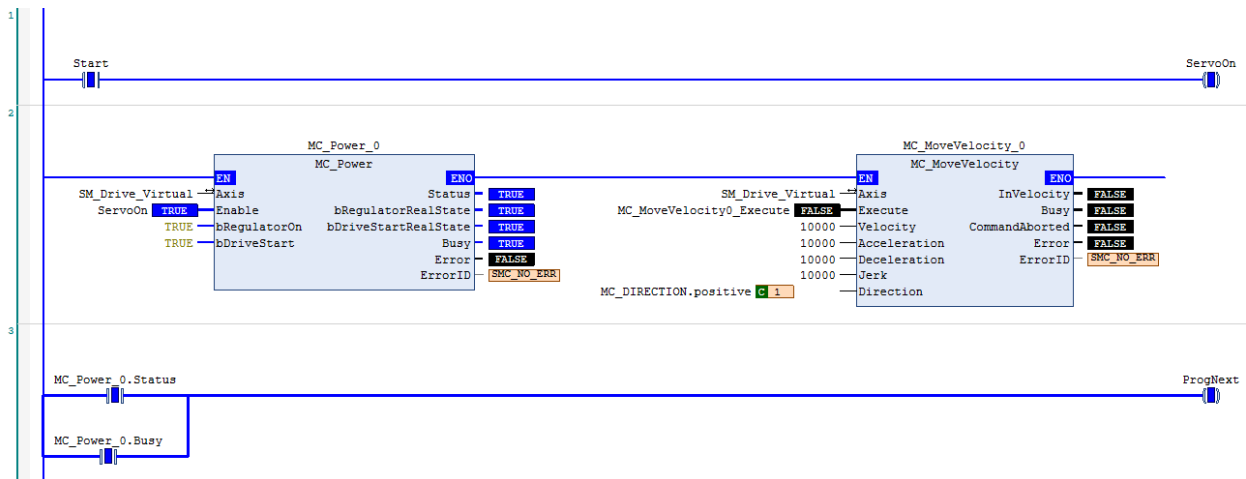 1
Start
ServoOn
2
MC_Power_0
MC_MoveVelocity_0
MC_Power
MC_MoveVelocity
EN
ENO
EN
ENO
SM_Drive_Virtual Axis Status TRUE
SM_Drive_Virtual Axis InVelocity FALSE
ServoOn TRUE Enable bRegulatorRealState TRUE
MC_MoveVelocity0_Execute FALSE Execute Busy FALSE
TRUE bRegulatorOn bDriveStartRealState TRUE
10000 Velocity CommandAborted FALSE
TRUE bDriveStart Busy TRUE
10000 Acceleration Error FALSE
Error FALSE
10000 Deceleration ErrorID SMC_NO_ERR
ErrorID SMC_NO_ERR
10000 Jerk
MC_DIRECTION.positive C 1 Direction
3
MC_Power_0.Status
ProgNext
MC_Power_0.Busy